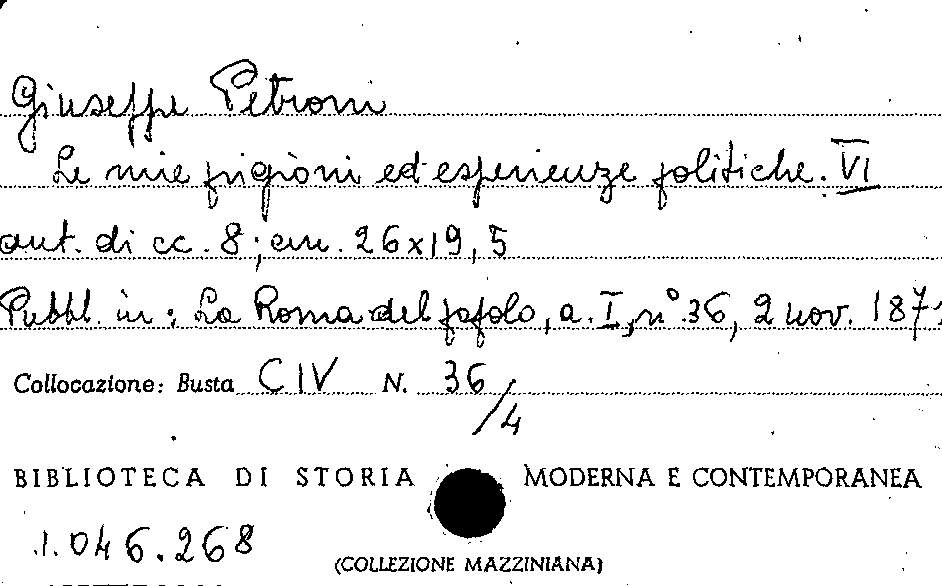 Giuseppe Petroni
Le mie prigioni ed esperienze politiche. VI
aut. di cc. 8; cm. 26x19,5
Pubbl. in: La Roma del popolo, a. I, n° 36, 2 nov.
Collocazione: Busta CIV N. 36/4
BIBLIOTECA DI STORIA MODERNA E CONTEMPORANEA
1.046.268
(COLLEZIONE MAZZINIANA)